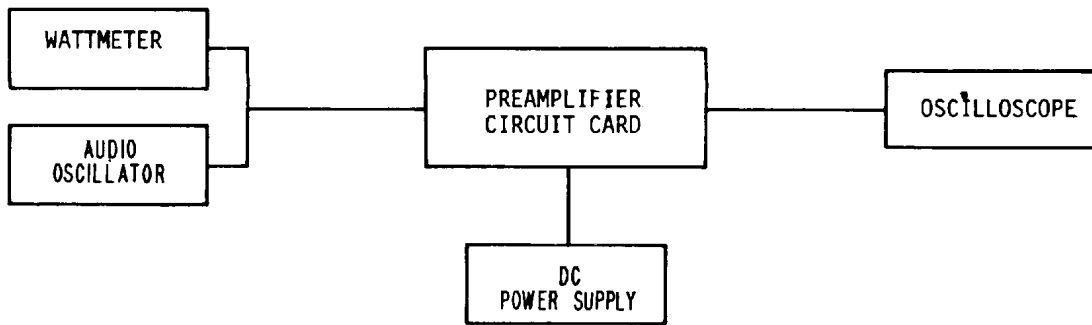 WATTMETER
AUDIO
OSCILLATOR
PREAMPLIFIER
CIRCUIT CARD
OSCILLOSCOPE
DC
POWER SUPPLY